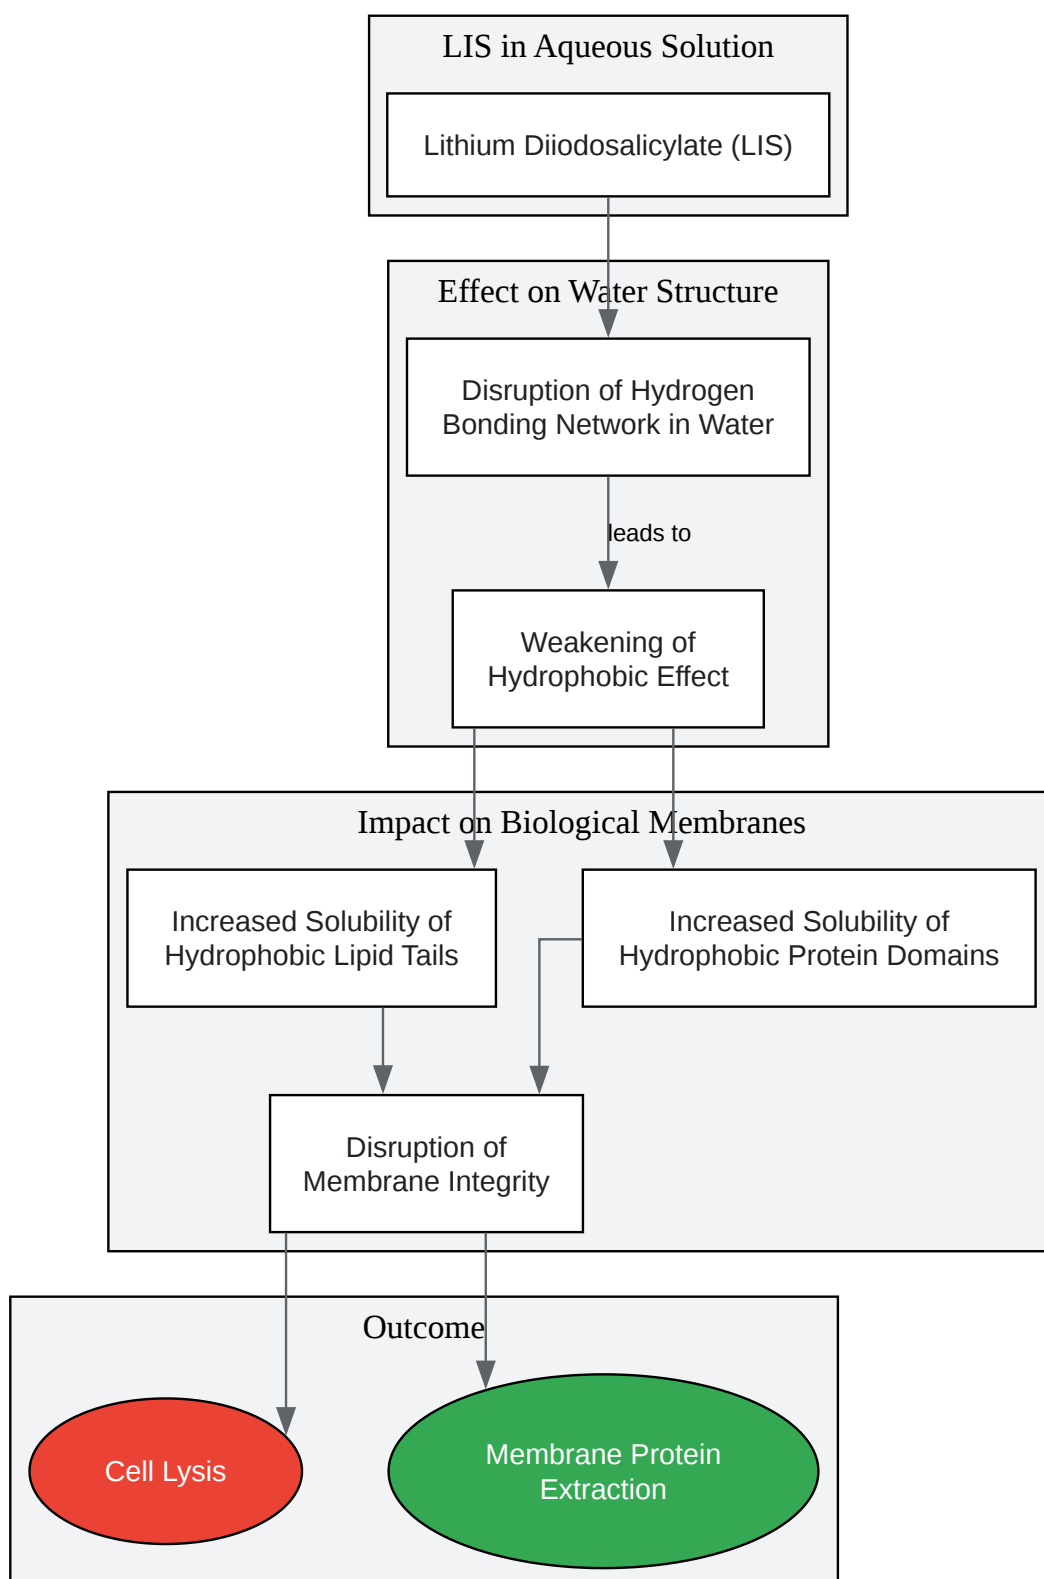 LIS in Aqueous Solution
Lithium Diiodosalicylate (LIS)
Effect on Water Structure
Disruption of Hydrogen
Bonding Network in Water
leads to
Weakening of
Hydrophobic Effect
Impact on Biological Membranes
Increased Solubility of
Hydrophobic Lipid Tails
Increased Solubility of
Hydrophobic Protein Domains
Disruption of
Membrane Integrity
Outcome
Cell Lysis
Membrane Protein
Extraction